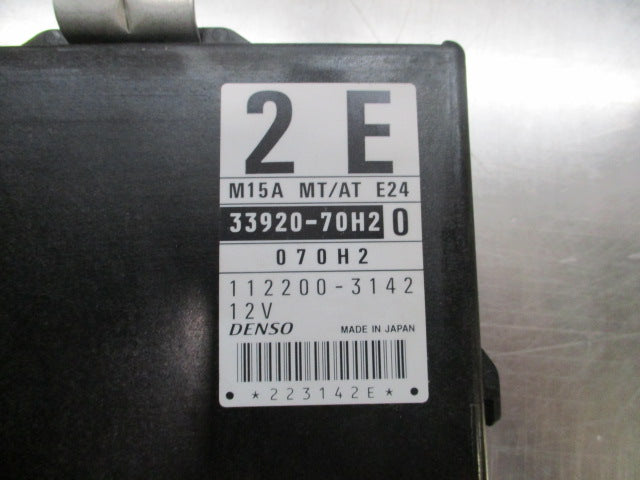 2 E
M15A MT/AT E24
33920-70H2 0
070H2
112200-3142
12V
DENSO MADE IN JAPAN
*223142E*